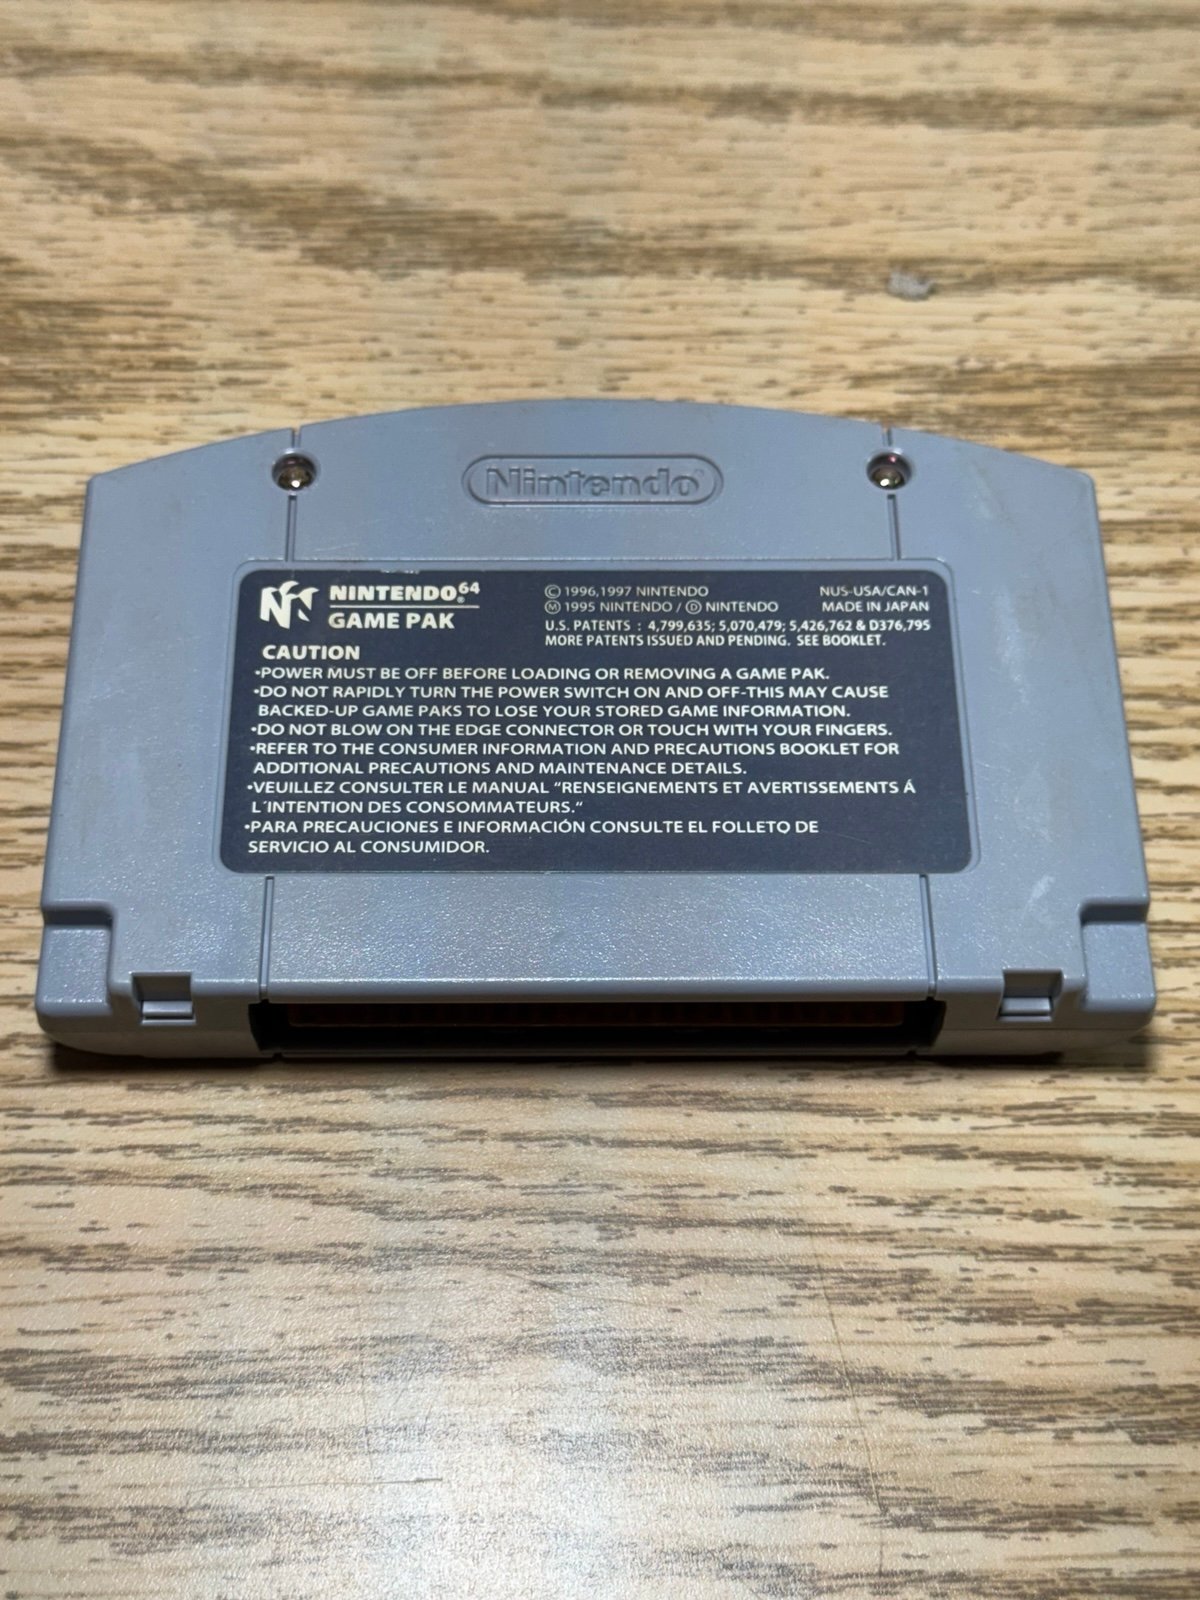 Nintendo®
NINTENDO⁶⁴®
GAME PAK
© 1996,1997 NINTENDO
Ⓜ 1995 NINTENDO / Ⓓ NINTENDO
NUS-USA/CAN-1
MADE IN JAPAN
U.S. PATENTS : 4,799,635; 5,070,479; 5,426,762 & D376,795
MORE PATENTS ISSUED AND PENDING. SEE BOOKLET.
CAUTION
•POWER MUST BE OFF BEFORE LOADING OR REMOVING A GAME PAK.
•DO NOT RAPIDLY TURN THE POWER SWITCH ON AND OFF-THIS MAY CAUSE
BACKED-UP GAME PAKS TO LOSE YOUR STORED GAME INFORMATION.
•DO NOT BLOW ON THE EDGE CONNECTOR OR TOUCH WITH YOUR FINGERS.
•REFER TO THE CONSUMER INFORMATION AND PRECAUTIONS BOOKLET FOR
ADDITIONAL PRECAUTIONS AND MAINTENANCE DETAILS.
•VEUILLEZ CONSULTER LE MANUAL "RENSEIGNEMENTS ET AVERTISSEMENTS Á
L´INTENTION DES CONSOMMATEURS."
•PARA PRECAUCIONES E INFORMACIÓN CONSULTE EL FOLLETO DE
SERVICIO AL CONSUMIDOR.